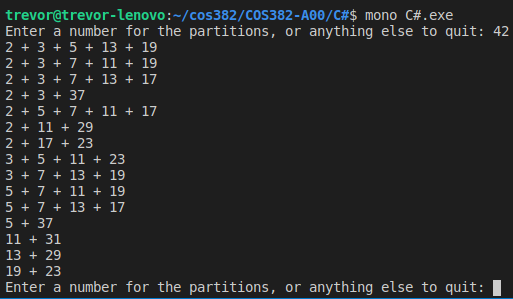 trevor@trevor-lenovo:~/cos382/COS382-A00/C#$ mono C#.exe
Enter a number for the partitions, or anything else to quit: 42
2 + 3 + 5 + 13 + 19
2 + 3 + 7 + 11 + 19
2 + 3 + 7 + 13 + 17
2 + 3 + 37
2 + 5 + 7 + 11 + 17
2 + 11 + 29
2 + 17 + 23
3 + 5 + 11 + 23
3 + 7 + 13 + 19
5 + 7 + 11 + 19
5 + 7 + 13 + 17
5 + 37
11 + 31
13 + 29
19 + 23
Enter a number for the partitions, or anything else to quit: